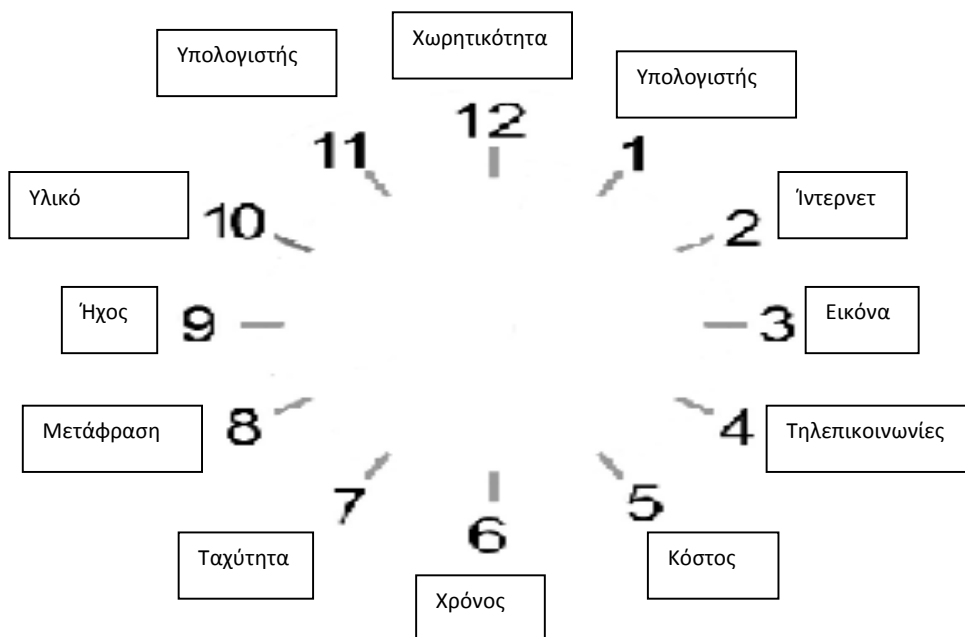 Χωρητικότητα
Υπολογιστής
Υπολογιστής
12
11
1
Υλικό
10
2
Ίντερνετ
Ήχος
9
3
Εικόνα
Μετάφραση
8
4
Τηλεπικοινωνίες
7
5
6
Ταχύτητα
Κόστος
Χρόνος